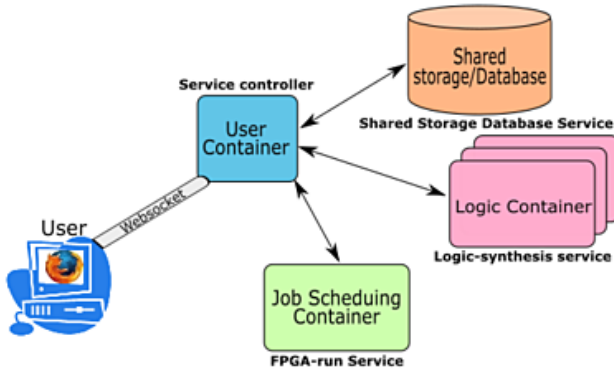 Shared
storage/Database
Shared Storage Database Service
Service controller
User
Container
Websocket
User
Logic Container
Logic-synthesis service
Job Scheduing
Container
FPGA-run Service